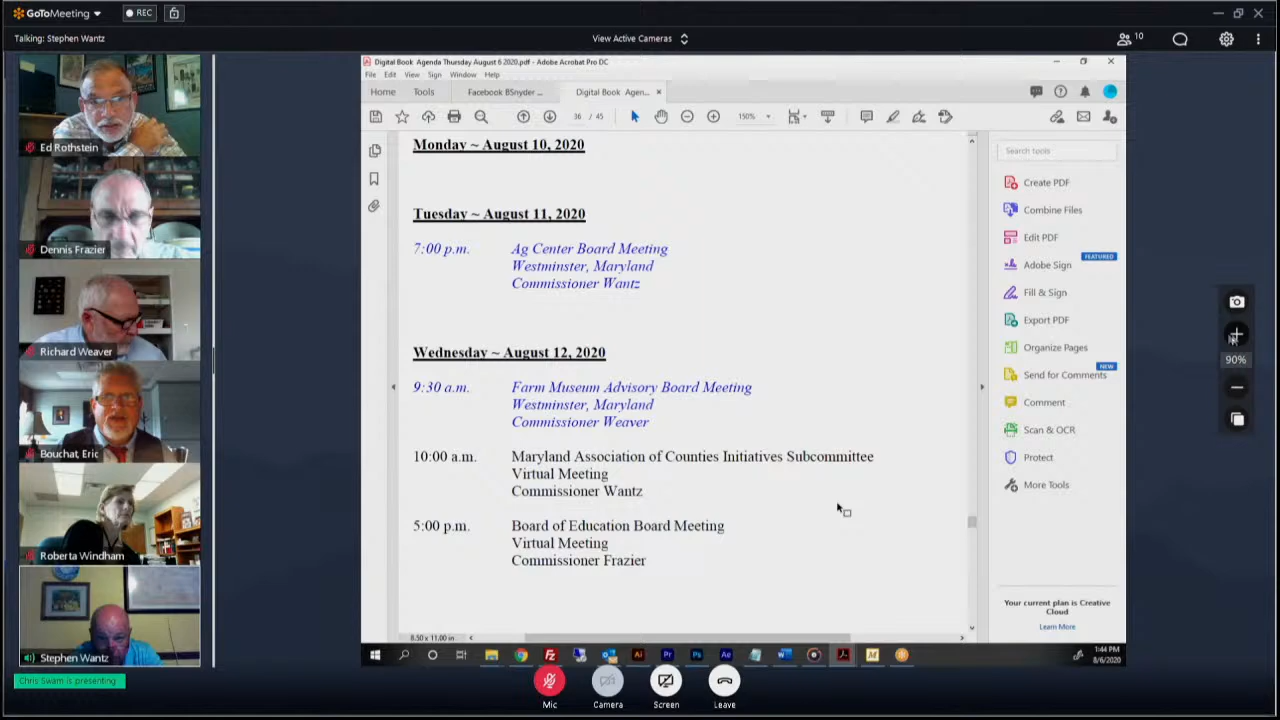 GoToMeeting
REC
Talking: Stephen Wantz
View Active Cameras
10
Ed Rothstein
Dennis Frazier
Richard Weaver
Bouchat, Eric
Roberta Windham
Stephen Wantz
Chris Swam is presenting
Digital Book Agenda Thursday August 6 2020.pdf - Adobe Acrobat Pro DC
File Edit View Sign Window Help
Home Tools Facebook BSnyder ... Digital Book Agen... ×
36 / 45 150%
Monday ~ August 10, 2020
Tuesday ~ August 11, 2020
7:00 p.m. Ag Center Board Meeting
Westminster, Maryland
Commissioner Wantz
Wednesday ~ August 12, 2020
9:30 a.m. Farm Museum Advisory Board Meeting
Westminster, Maryland
Commissioner Weaver
10:00 a.m. Maryland Association of Counties Initiatives Subcommittee
Virtual Meeting
Commissioner Wantz
5:00 p.m. Board of Education Board Meeting
Virtual Meeting
Commissioner Frazier
8.50 x 11.00 in
Search tools
Create PDF
Combine Files
Edit PDF
FEATURED
Adobe Sign
Fill & Sign
Export PDF
Organize Pages
NEW
Send for Comments
Comment
Scan & OCR
Protect
More Tools
Your current plan is Creative
Cloud
Learn More
90%
1:44 PM
8/6/2020
Mic Camera Screen Leave